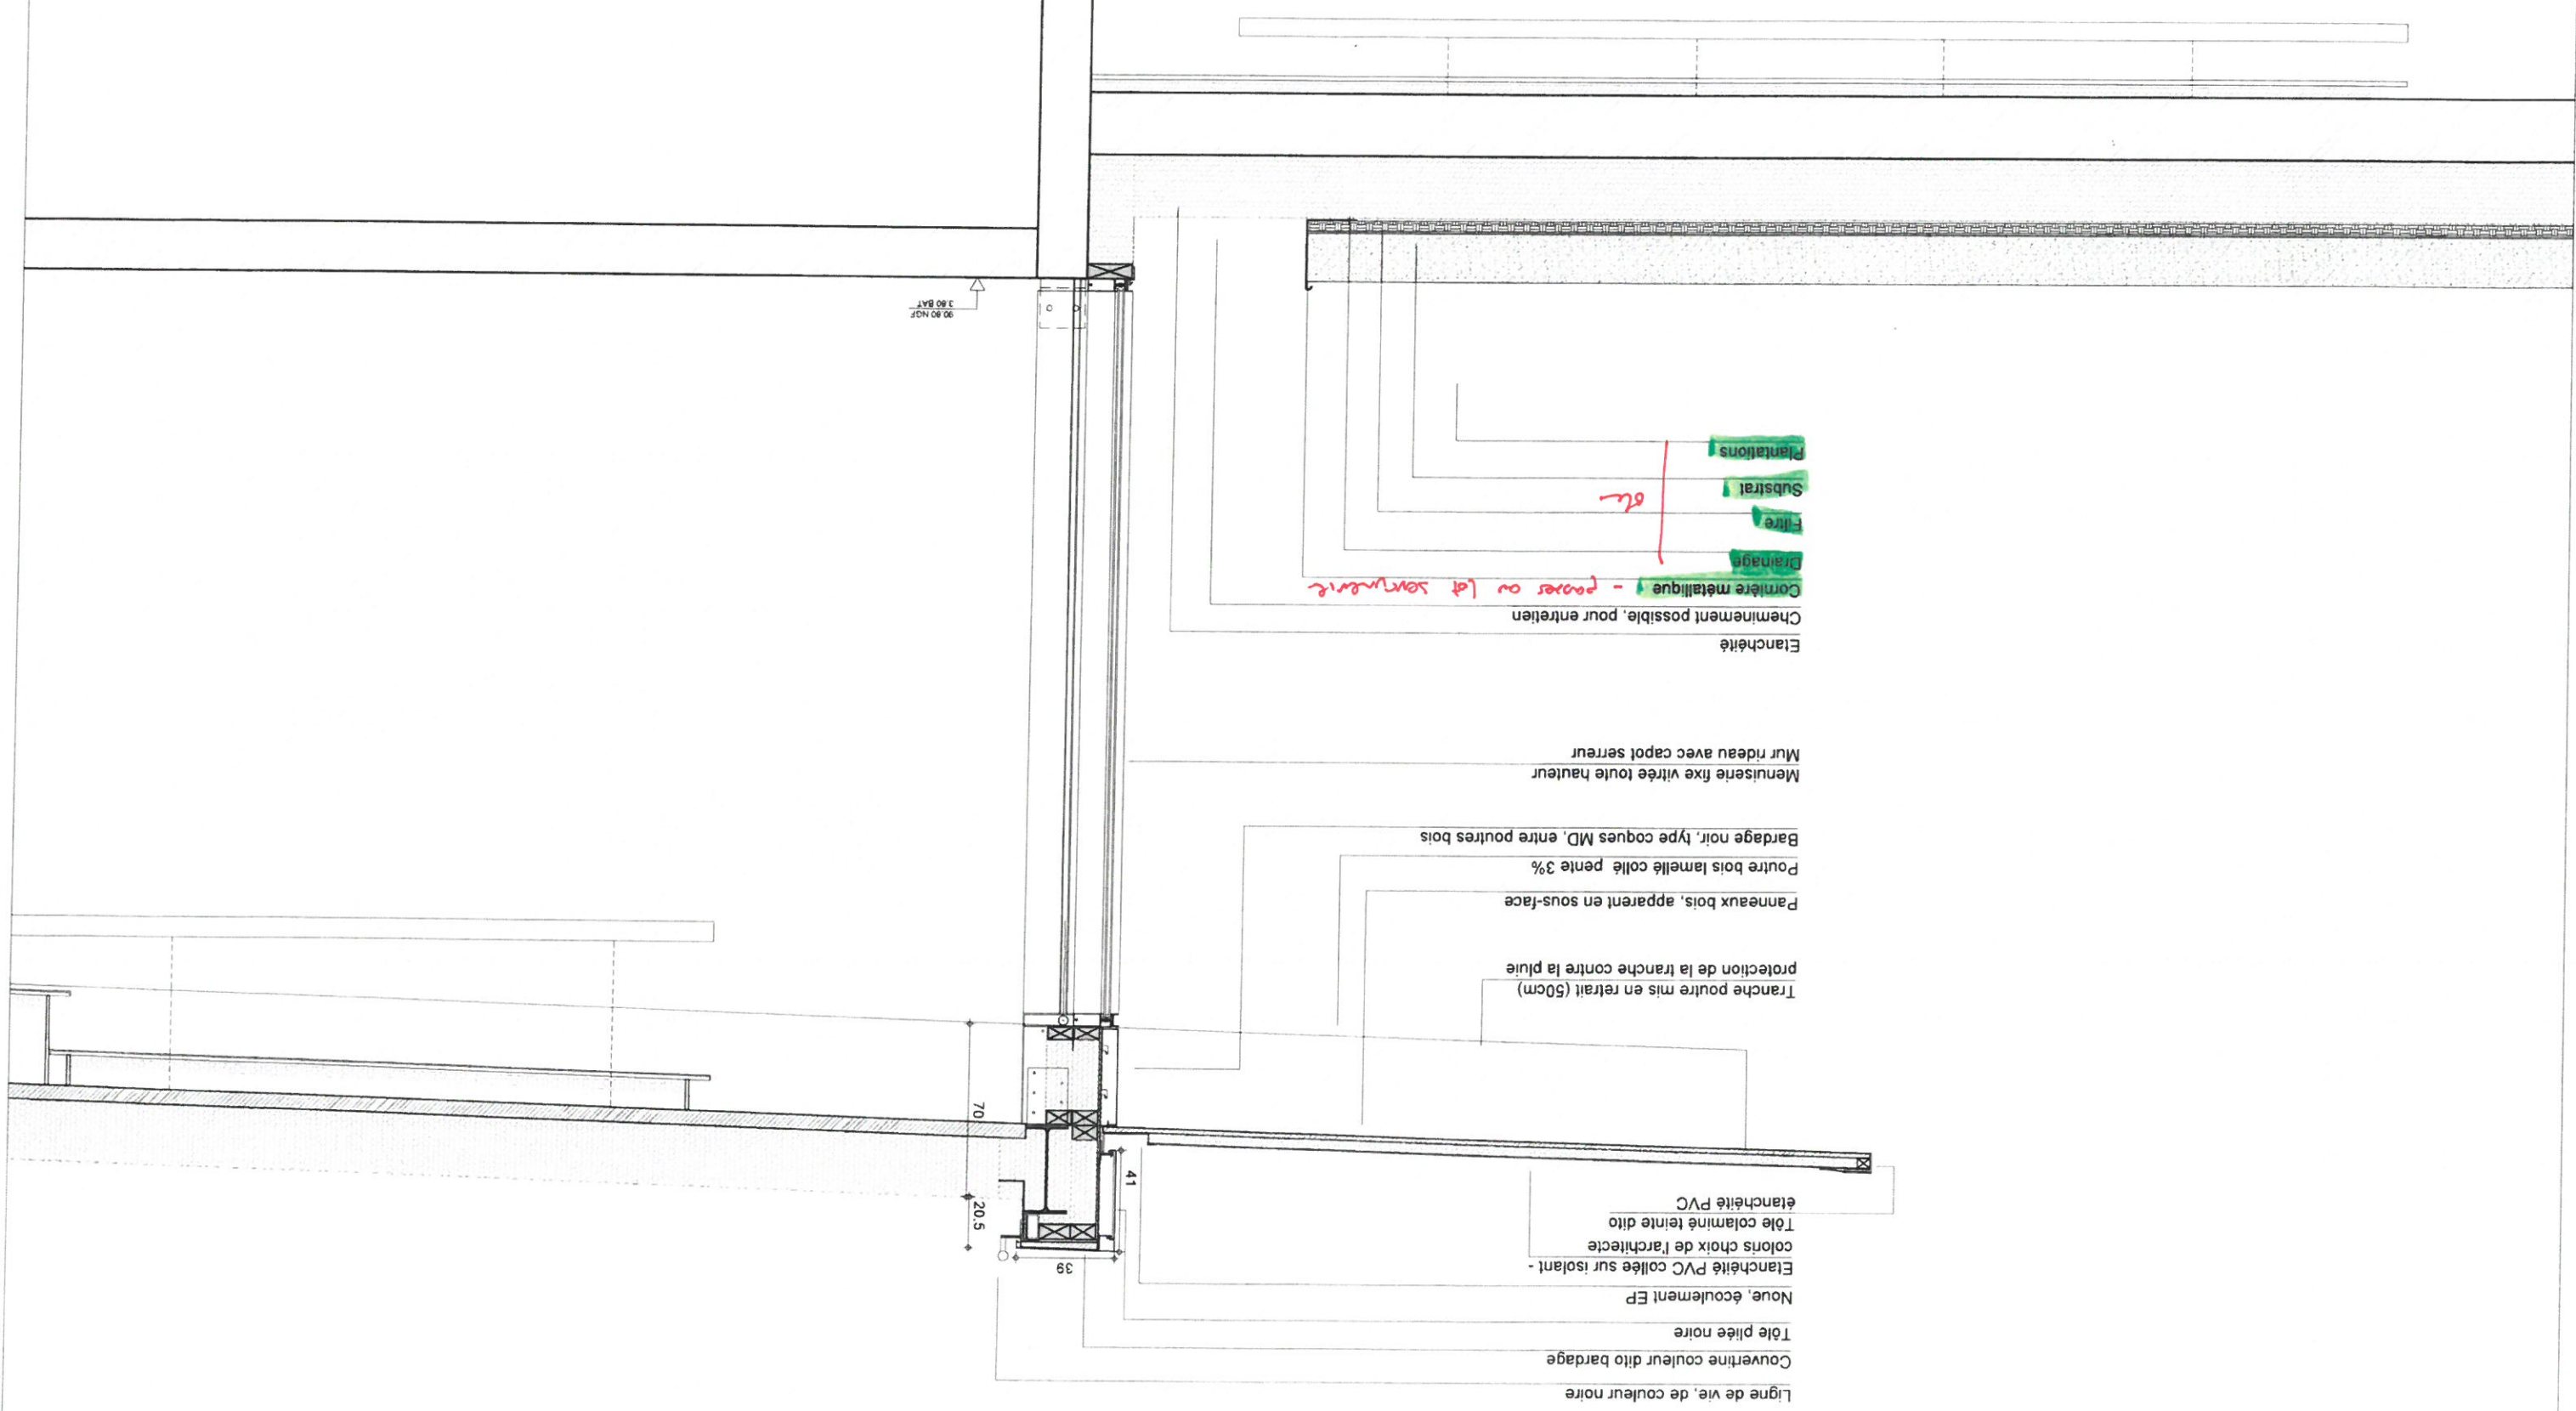 Ligne de vie, de couleur noire
Couvertine couleur dito bardage
Tôle pliée noire
Noue, écoulement EP
Etanchéité PVC collée sur isolant -
coloris choix de l'architecte
Tôle colaminé teinte dito
étanchéité PVC
39
20.5
41
70
Tranche poutre mis en retrait (50cm)
protection de la tranche contre la pluie
Panneaux bois, apparent en sous-face
Poutre bois lamellé collé pente 3%
Bardage noir, type coques MD, entre poutres bois
Menuiserie fixe vitrée toute hauteur
Mur rideau avec capot serreur
Etanchéité
Cheminement possible, pour entretien
Cornière métallique - passer au lot serrurerie
Drainage
Filtre
Substrat
Plantations
90.80 NGF
3.80 BAT